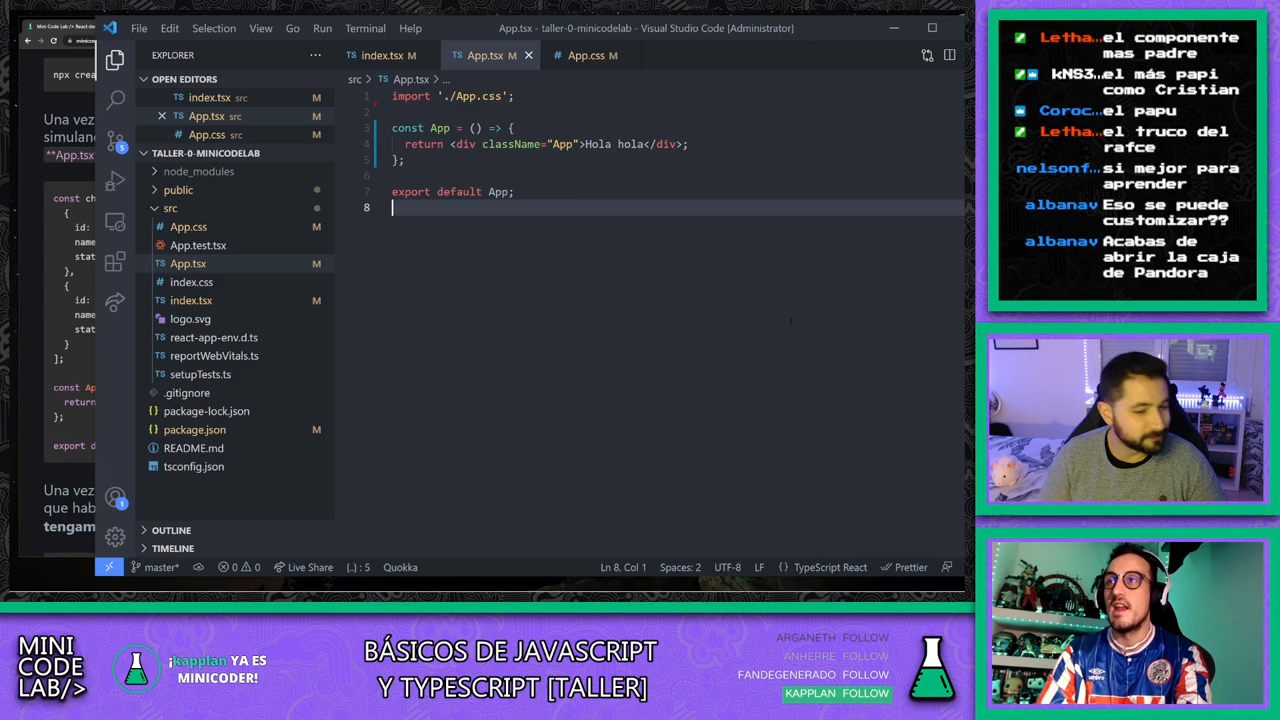 Mini Code Lab />
File Edit Selection View Go Run Terminal Help
App.tsx - taller-0-minicodelab - Visual Studio Code [Administrator]
EXPLORER
OPEN EDITORS
index.tsx src M
App.tsx src M
App.css src M
TALLER-0-MINICODELAB
node_modules
public
src
App.css
App.test.tsx
App.tsx M
index.css
index.tsx M
logo.svg
react-app-env.d.ts
reportWebVitals.ts
setupTests.ts
.gitignore
package-lock.json
package.json M
README.md
tsconfig.json
OUTLINE
TIMELINE
5
1
index.tsx M
App.tsx M
App.css M
src > App.tsx > ...
1 import './App.css';
2
3 const App = () => {
4 return <div className="App">Hola hola</div>;
5 };
6
7 export default App;
8
master* 0 0 Live Share {..} : 5 Quokka
Ln 8, Col 1 Spaces: 2 UTF-8 LF {} TypeScript React Prettier
npx crea
Una vez
simulan
**App.tsx
const ch
{
id:
name
stat
},
{
id:
name
stat
}
];
const Ap
return
};
export d
Una vez
que hab
tengam
Letha... el componente
mas padre
kNS3... el más papi
como Cristian
Coroc... el papu
Letha... el truco del
rafce
nelsonf... si mejor para
aprender
albanav Eso se puede
customizar??
albanav Acabas de
abrir la caja
de Pandora
umbro
MINI
CODE
LAB/>
¡kapplan YA ES
MINICODER!
BÁSICOS DE JAVASCRIPT
Y TYPESCRIPT [TALLER]
ARGANETH FOLLOW
ANHERRE FOLLOW
FANDEGENERADO FOLLOW
KAPPLAN FOLLOW